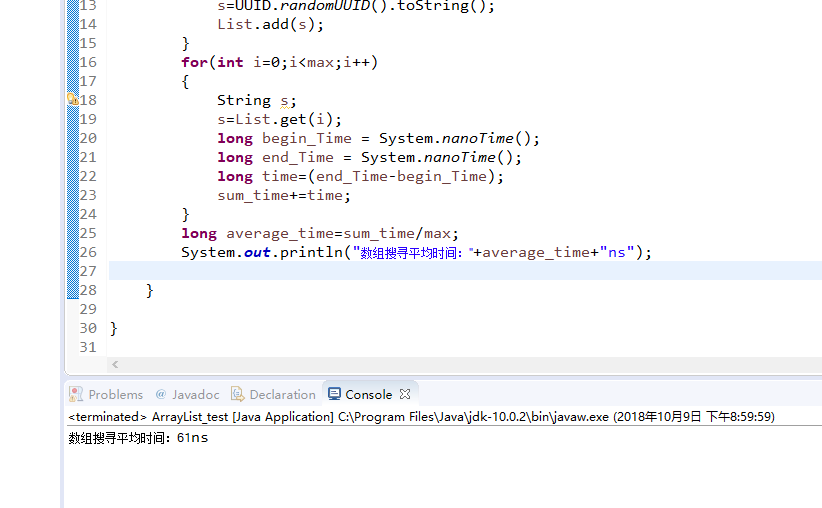 13 s=UUID.randomUUID().toString();
14 List.add(s);
15 }
16 for(int i=0;i<max;i++)
17 {
18 String s;
19 s=List.get(i);
20 long begin_Time = System.nanoTime();
21 long end_Time = System.nanoTime();
22 long time=(end_Time-begin_Time);
23 sum_time+=time;
24 }
25 long average_time=sum_time/max;
26 System.out.println("数组搜寻平均时间："+average_time+"ns");
27
28 }
29
30 }
31
Problems @ Javadoc Declaration Console
<terminated> ArrayList_test [Java Application] C:\Program Files\Java\jdk-10.0.2\bin\javaw.exe (2018年10月9日 下午8:59:59)
数组搜寻平均时间：61ns